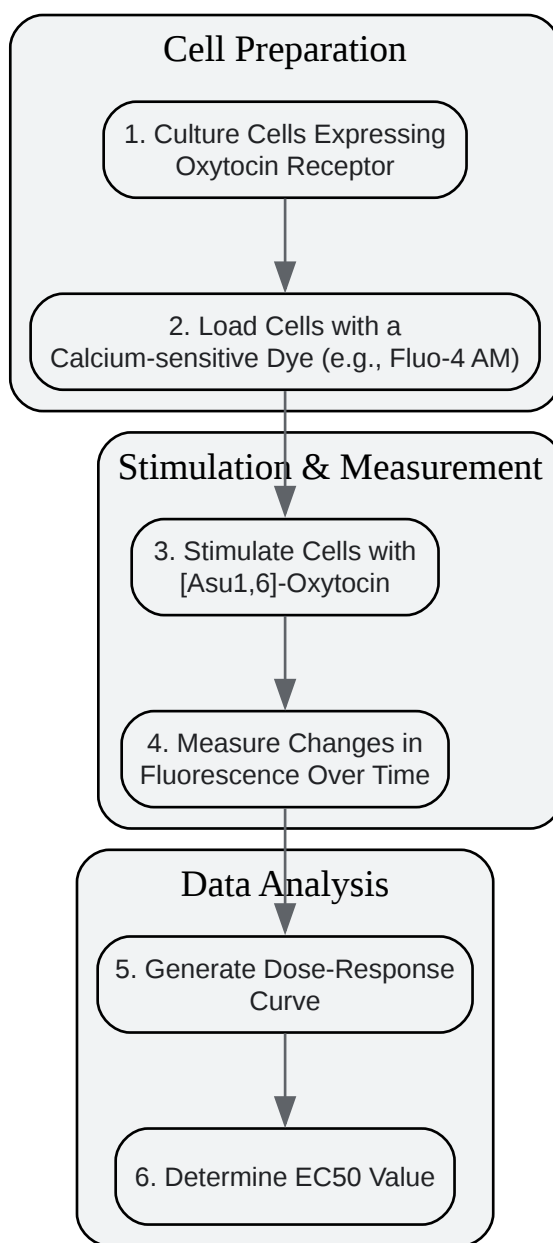 Cell Preparation
1. Culture Cells Expressing
Oxytocin Receptor
2. Load Cells with a
Calcium-sensitive Dye (e.g., Fluo-4 AM)
Stimulation & Measurement
3. Stimulate Cells with
[Asu1,6]-Oxytocin
4. Measure Changes in
Fluorescence Over Time
Data Analysis
5. Generate Dose-Response
Curve
6. Determine EC50 Value